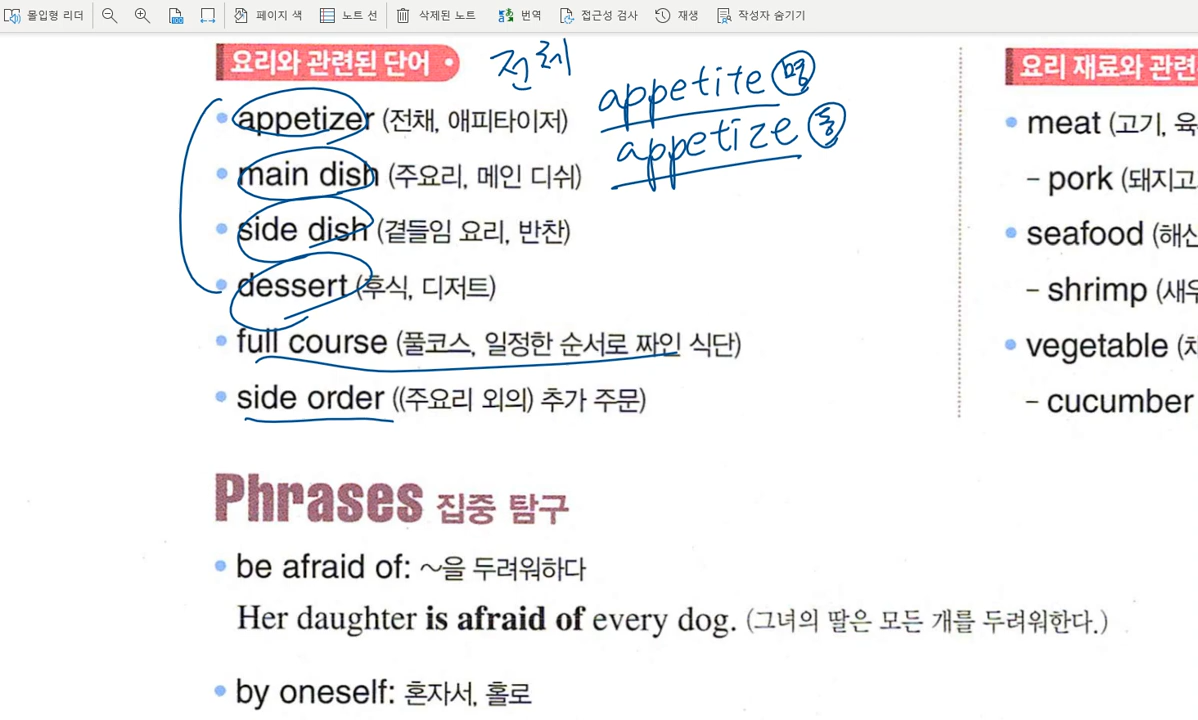 몰입형 리더 페이지 색 노트 선 삭제된 노트 번역 접근성 검사 재생 작성자 숨기기
요리와 관련된 단어
전체
appetite 명
appetize 동
appetizer (전채, 애피타이저)
main dish (주요리, 메인 디쉬)
side dish (곁들임 요리, 반찬)
dessert (후식, 디저트)
full course (풀코스, 일정한 순서로 짜인 식단)
side order ((주요리 외의) 추가 주문)
요리 재료와 관련
meat (고기, 육
– pork (돼지고
seafood (해산
– shrimp (새우
vegetable (채
– cucumber
Phrases 집중 탐구
be afraid of: ～을 두려워하다
Her daughter is afraid of every dog. (그녀의 딸은 모든 개를 두려워한다.)
by oneself: 혼자서, 홀로